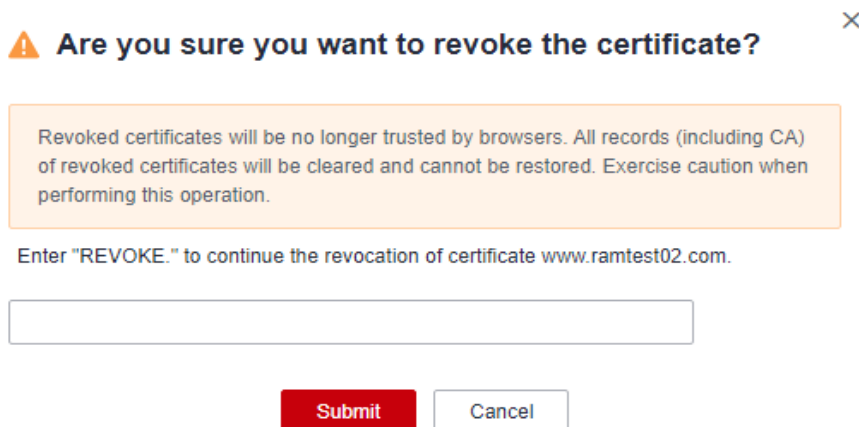 Are you sure you want to revoke the certificate?
Revoked certificates will be no longer trusted by browsers. All records (including CA)
of revoked certificates will be cleared and cannot be restored. Exercise caution when
performing this operation.
Enter "REVOKE." to continue the revocation of certificate www.ramtest02.com.
Submit Cancel